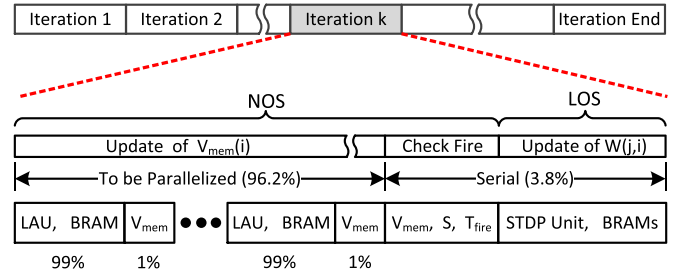 Iteration 1 Iteration 2 Iteration k Iteration End
NOS LOS
Update of Vmem(i) Check Fire Update of W(j,i)
To be Parallelized (96.2%) Serial (3.8%)
LAU, BRAM Vmem ●●● LAU, BRAM Vmem Vmem, S, Tfire STDP Unit, BRAMs
99% 1% 99% 1%